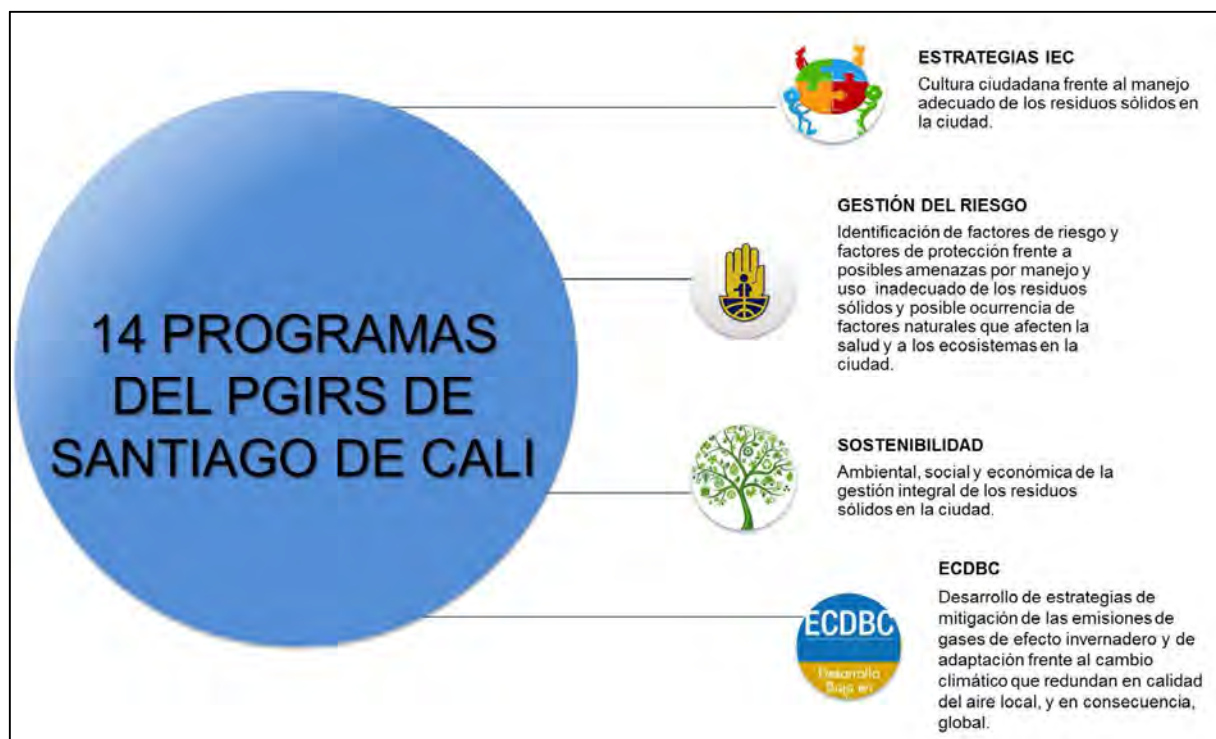 14 PROGRAMAS
DEL PGIRS DE
SANTIAGO DE CALI
ESTRATEGIAS IEC
Cultura ciudadana frente al manejo
adecuado de los residuos sólidos en
la ciudad.
GESTIÓN DEL RIESGO
Identificación de factores de riesgo y
factores de protección frente a
posibles amenazas por manejo y
uso inadecuado de los residuos
sólidos y posible ocurrencia de
factores naturales que afecten la
salud y a los ecosistemas en la
ciudad.
SOSTENIBILIDAD
Ambiental, social y económica de la
gestión integral de los residuos
sólidos en la ciudad.
ECDBC
Desarrollo de estrategias de
mitigación de las emisiones de
gases de efecto invernadero y de
adaptación frente al cambio
climático que redundan en calidad
del aire local, y en consecuencia,
global.
ECDBC
Desarrollo
Bajo en